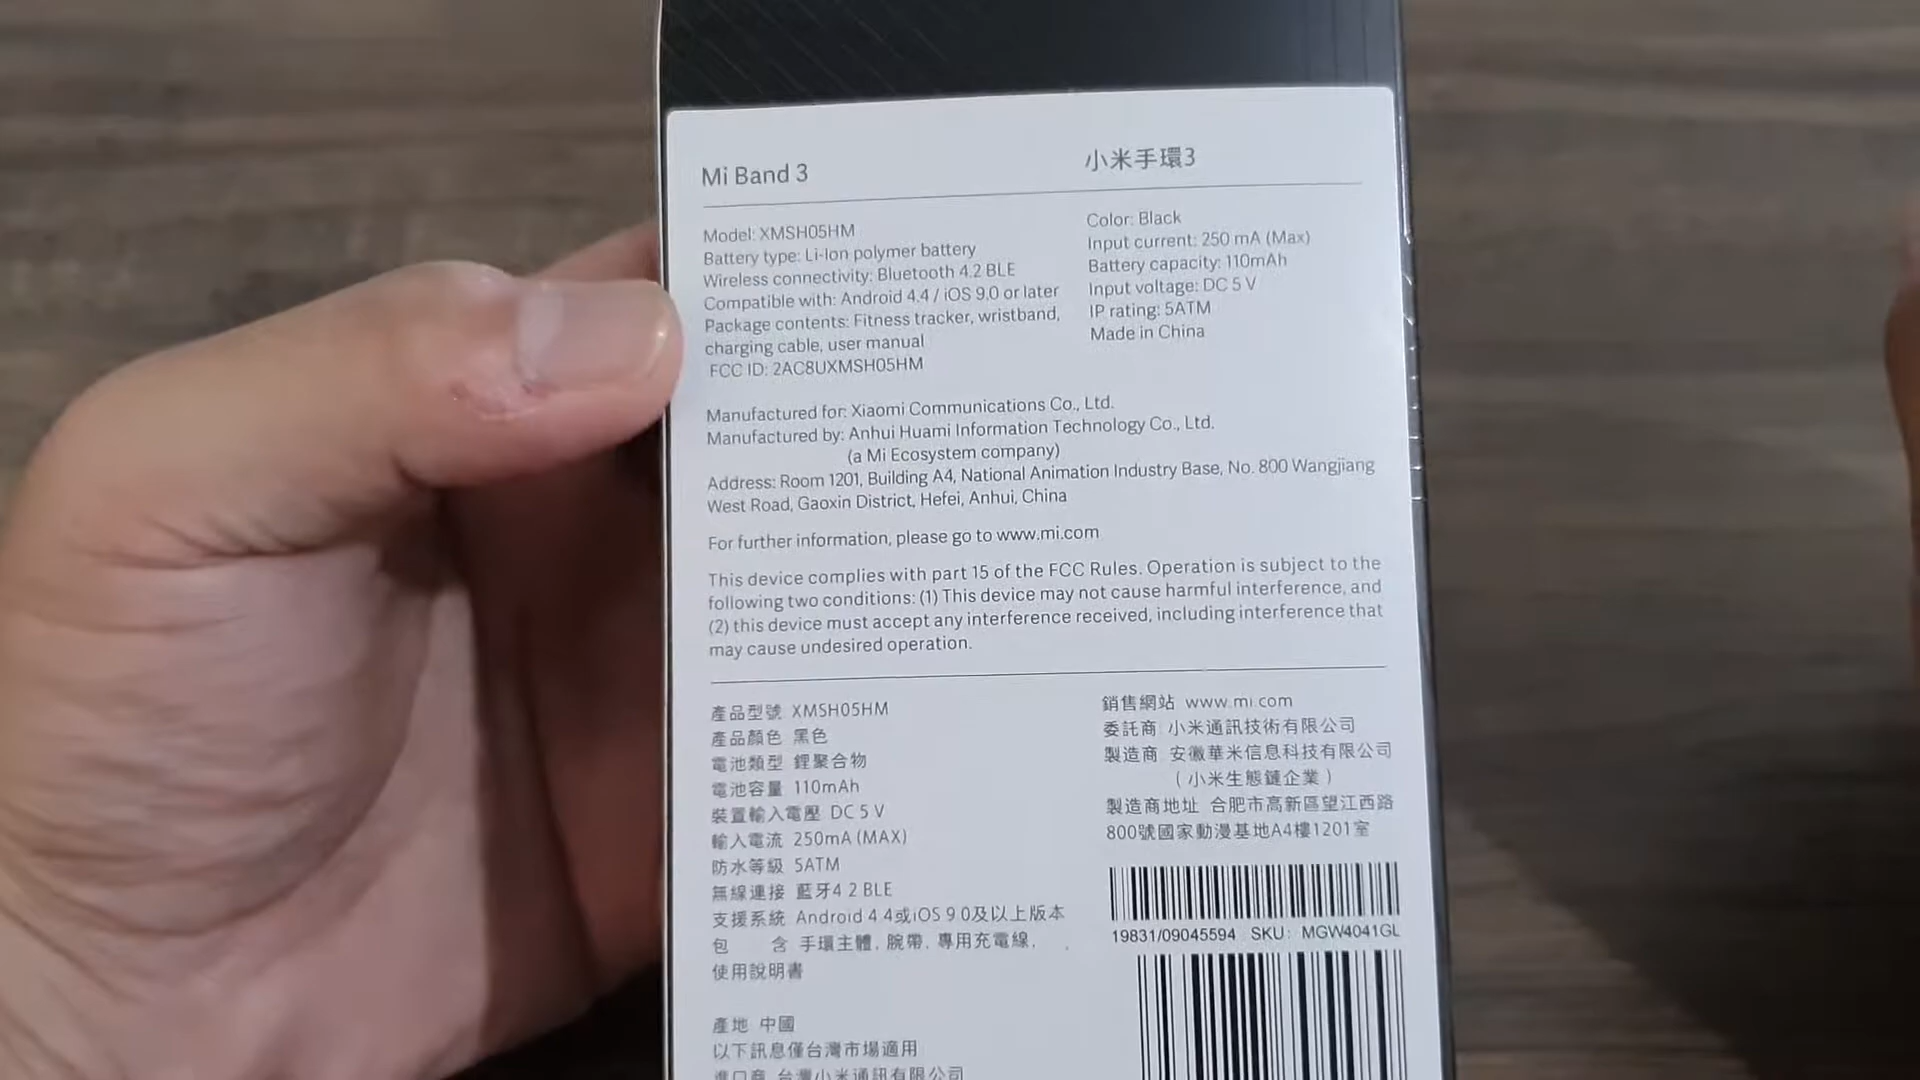 Mi Band 3
小米手環3
Model: XMSH05HM
Battery type: Li-Ion polymer battery
Wireless connectivity: Bluetooth 4.2 BLE
Compatible with: Android 4.4 / iOS 9.0 or later
Package contents: Fitness tracker, wristband,
charging cable, user manual
FCC ID: 2AC8UXMSH05HM
Color: Black
Input current: 250 mA (Max)
Battery capacity: 110mAh
Input voltage: DC 5 V
IP rating: 5ATM
Made in China
Manufactured for: Xiaomi Communications Co., Ltd.
Manufactured by: Anhui Huami Information Technology Co., Ltd.
(a Mi Ecosystem company)
Address: Room 1201, Building A4, National Animation Industry Base, No. 800 Wangjiang
West Road, Gaoxin District, Hefei, Anhui, China
For further information, please go to www.mi.com
This device complies with part 15 of the FCC Rules. Operation is subject to the
following two conditions: (1) This device may not cause harmful interference, and
(2) this device must accept any interference received, including interference that
may cause undesired operation.
產品型號 XMSH05HM
產品顏色 黑色
電池類型 鋰聚合物
電池容量 110mAh
裝置輸入電壓 DC 5 V
輸入電流 250mA (MAX)
防水等級 5ATM
無線連接 藍牙4.2 BLE
支援系統 Android 4.4或iOS 9.0及以上版本
包 含 手環主體, 腕帶, 專用充電線,
使用說明書
產地 中國
以下訊息僅台灣市場適用
進口商 台灣小米通訊有限公司
銷售網站 www.mi.com
委託商 小米通訊技術有限公司
製造商 安徽華米信息科技有限公司
(小米生態鏈企業)
製造商地址 合肥市高新區望江西路
800號國家動漫基地A4樓1201室
19831/09045594 SKU: MGW4041GL